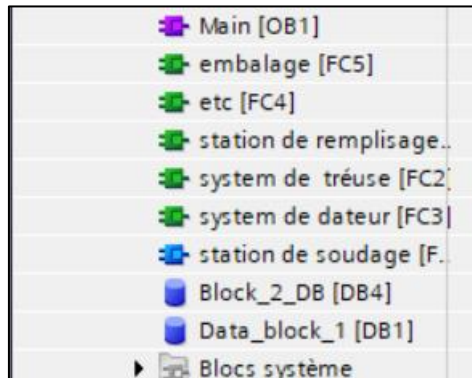 Main [OB1]
embalage [FC5]
etc [FC4]
station de remplisage..
system de tréuse [FC2]
system de dateur [FC3]
station de soudage [F..
Block_2_DB [DB4]
Data_block_1 [DB1]
Blocs système